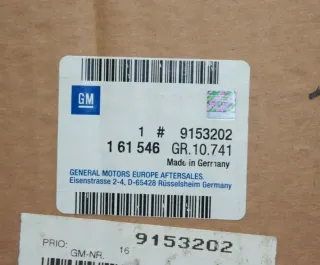 GM
1 # 9153202
1 61 546 GR.10.741
Made in Germany
GENERAL MOTORS EUROPE AFTERSALES.
Eisenstrasse 2-4, D-65428 Rüsselsheim Germany
PRIO:
GM-NR. 16 9153202